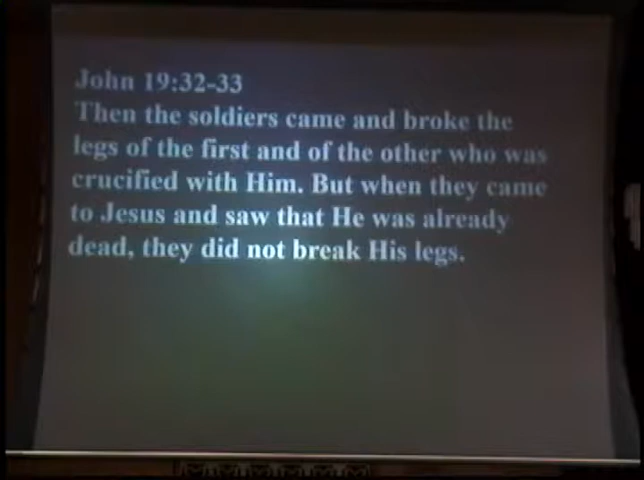 John 19:32-33
Then the soldiers came and broke the
legs of the first and of the other who was
crucified with Him. But when they came
to Jesus and saw that He was already
dead, they did not break His legs.